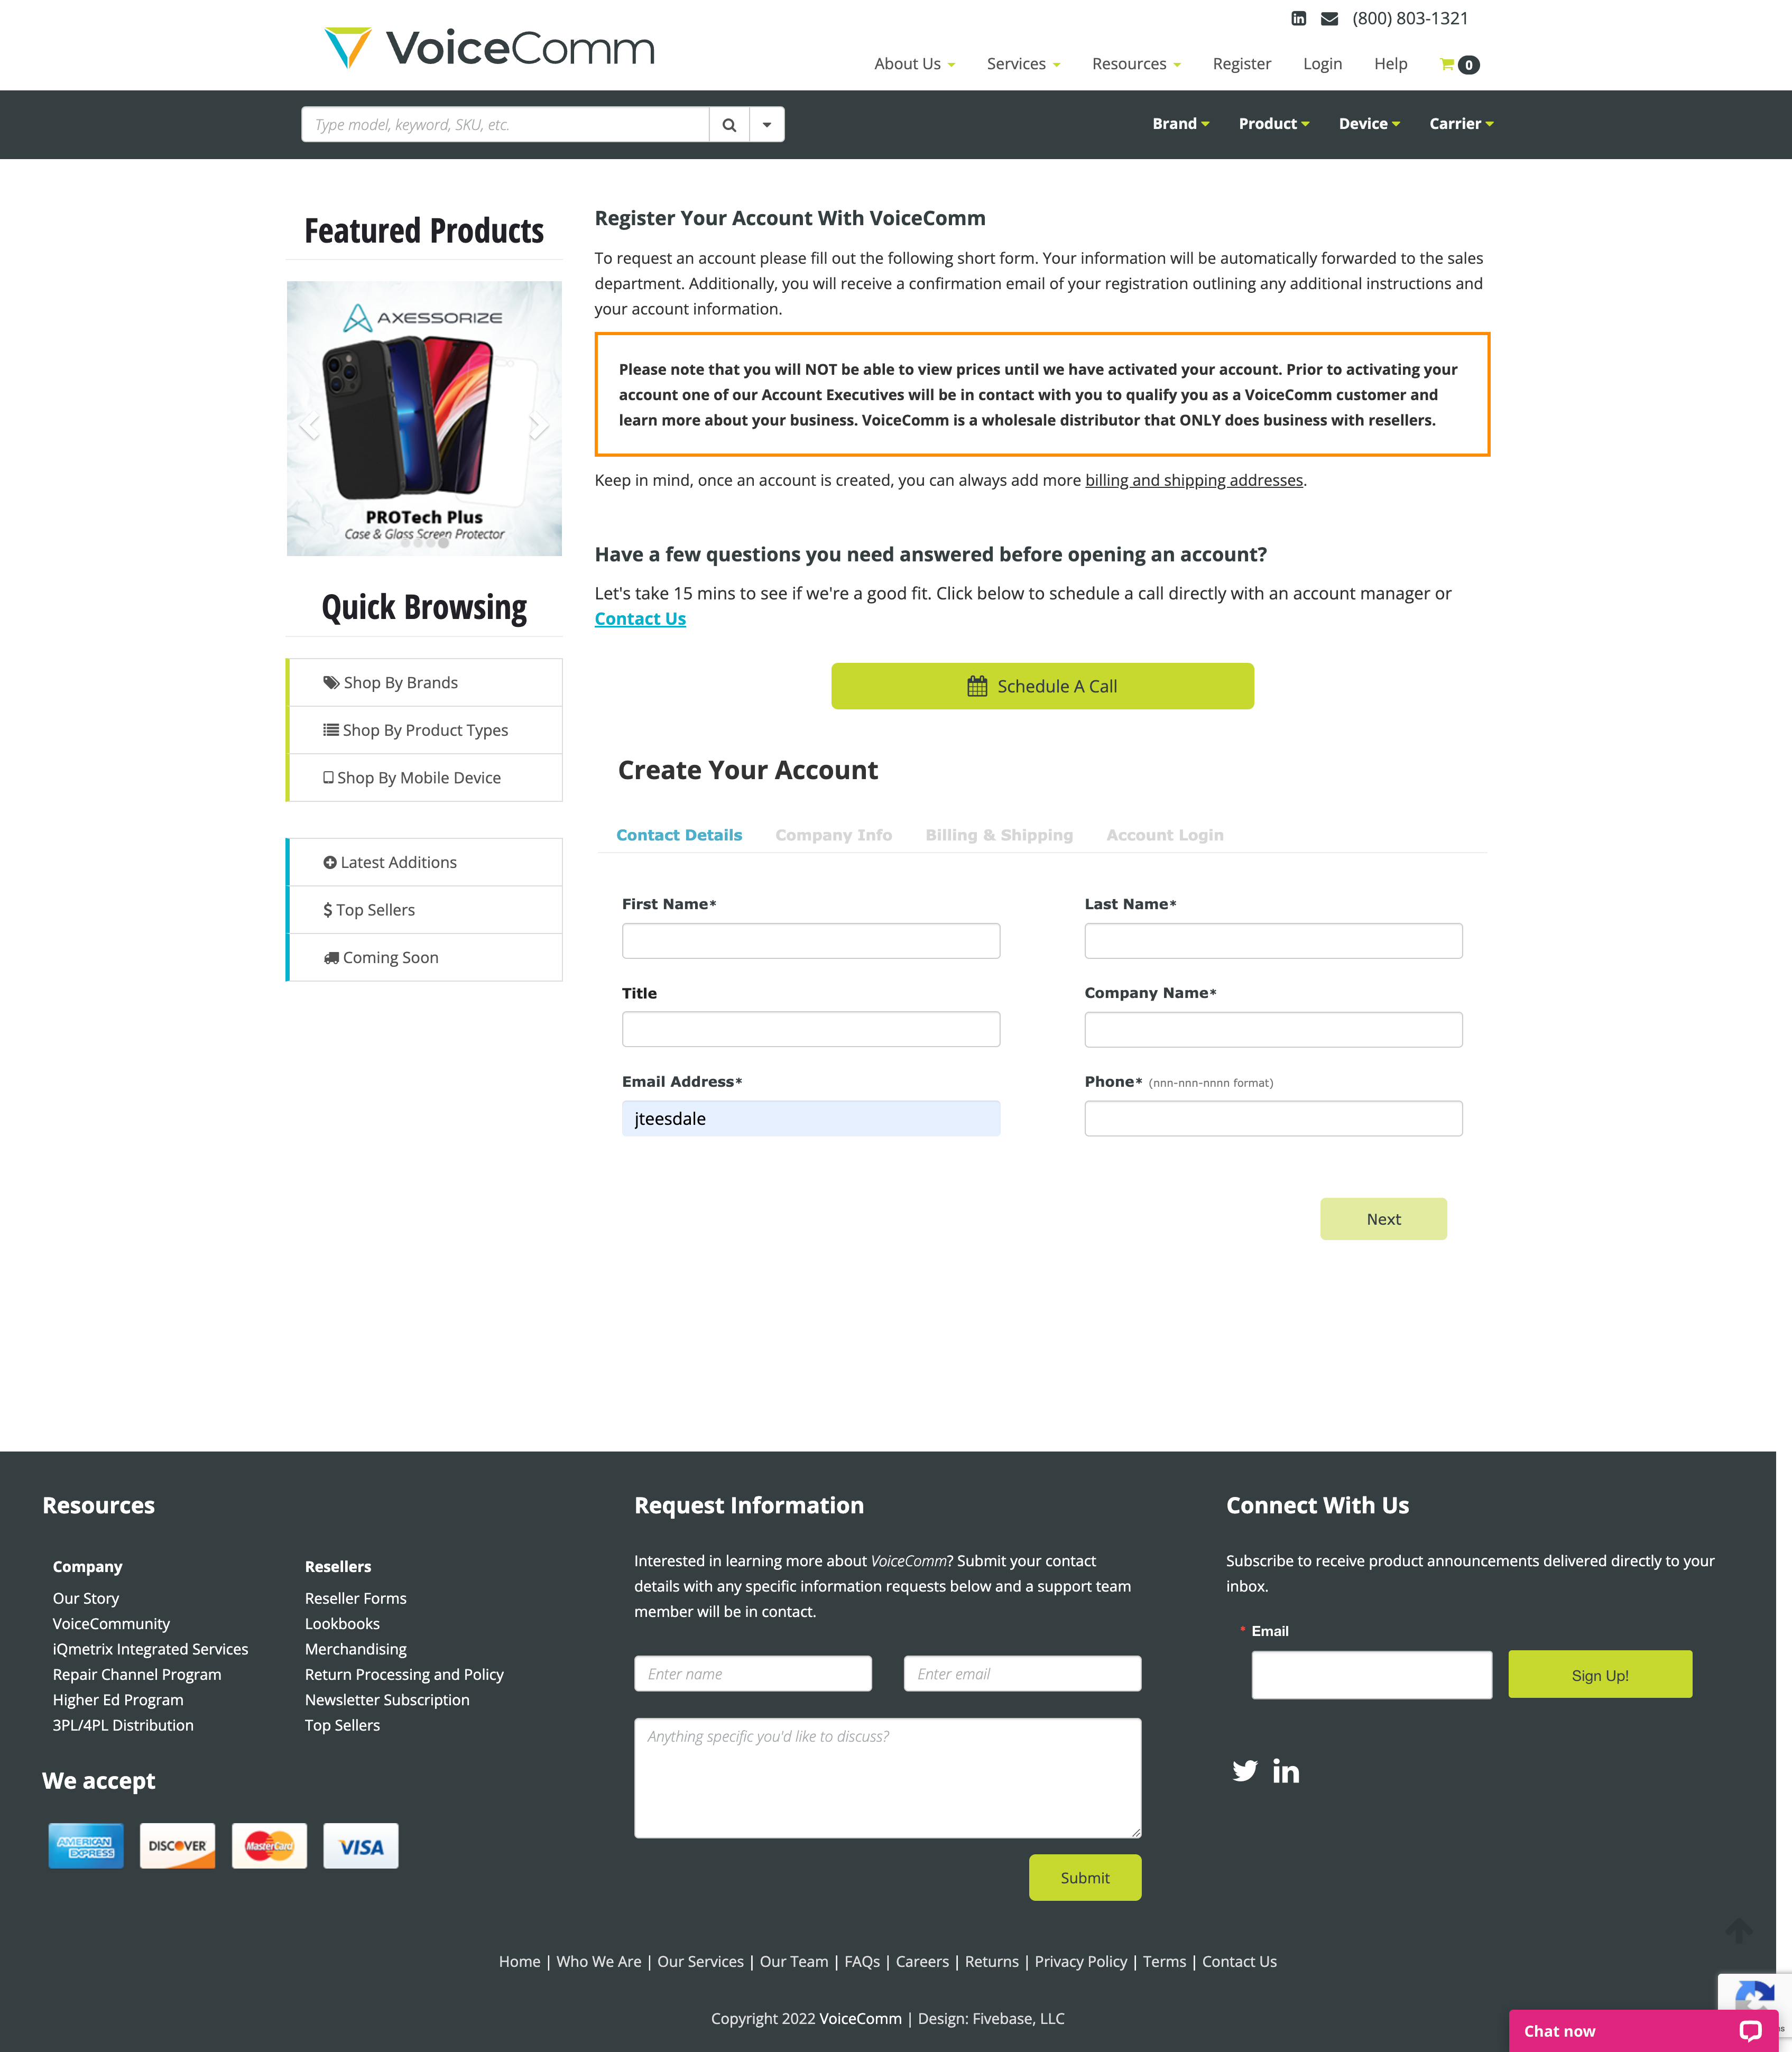 (800) 803-1321
VoiceComm
About Us
Services
Resources
Register
Login
Help
0
Type model, keyword, SKU, etc.
Brand
Product
Device
Carrier
Featured Products
AXESSORIZE
PROTech Plus
Case & Glass Screen Protector
Quick Browsing
Shop By Brands
Shop By Product Types
Shop By Mobile Device
Latest Additions
Top Sellers
Coming Soon
Register Your Account With VoiceComm
To request an account please fill out the following short form. Your information will be automatically forwarded to the sales
department. Additionally, you will receive a confirmation email of your registration outlining any additional instructions and
your account information.
Please note that you will NOT be able to view prices until we have activated your account. Prior to activating your
account one of our Account Executives will be in contact with you to qualify you as a VoiceComm customer and
learn more about your business. VoiceComm is a wholesale distributor that ONLY does business with resellers.
Keep in mind, once an account is created, you can always add more billing and shipping addresses.
Have a few questions you need answered before opening an account?
Let's take 15 mins to see if we're a good fit. Click below to schedule a call directly with an account manager or
Contact Us
Schedule A Call
Create Your Account
Contact Details
Company Info
Billing & Shipping
Account Login
First Name*
Last Name*
Title
Company Name*
Email Address*
Phone* (nnn-nnn-nnnn format)
jteesdale
Next
Resources
Company
Our Story
VoiceCommunity
iQmetrix Integrated Services
Repair Channel Program
Higher Ed Program
3PL/4PL Distribution
Resellers
Reseller Forms
Lookbooks
Merchandising
Return Processing and Policy
Newsletter Subscription
Top Sellers
We accept
AMERICAN EXPRESS
DISCOVER
MasterCard
VISA
Request Information
Interested in learning more about VoiceComm? Submit your contact
details with any specific information requests below and a support team
member will be in contact.
Enter name
Enter email
Anything specific you'd like to discuss?
Submit
Connect With Us
Subscribe to receive product announcements delivered directly to your
inbox.
* Email
Sign Up!
Home | Who We Are | Our Services | Our Team | FAQs | Careers | Returns | Privacy Policy | Terms | Contact Us
Copyright 2022 VoiceComm | Design: Fivebase, LLC
Chat now